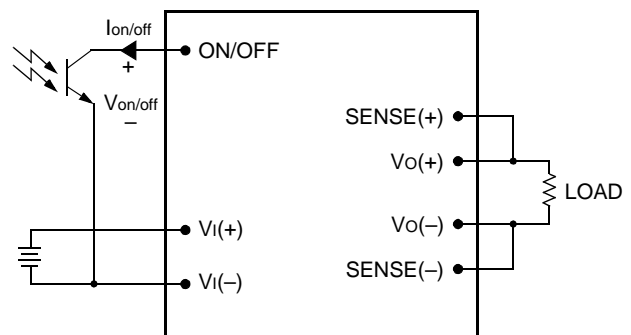 Ion/off
+
ON/OFF
Von/off
–
SENSE(+)
VO(+)
LOAD
VO(–)
SENSE(–)
VI(+)
VI(–)